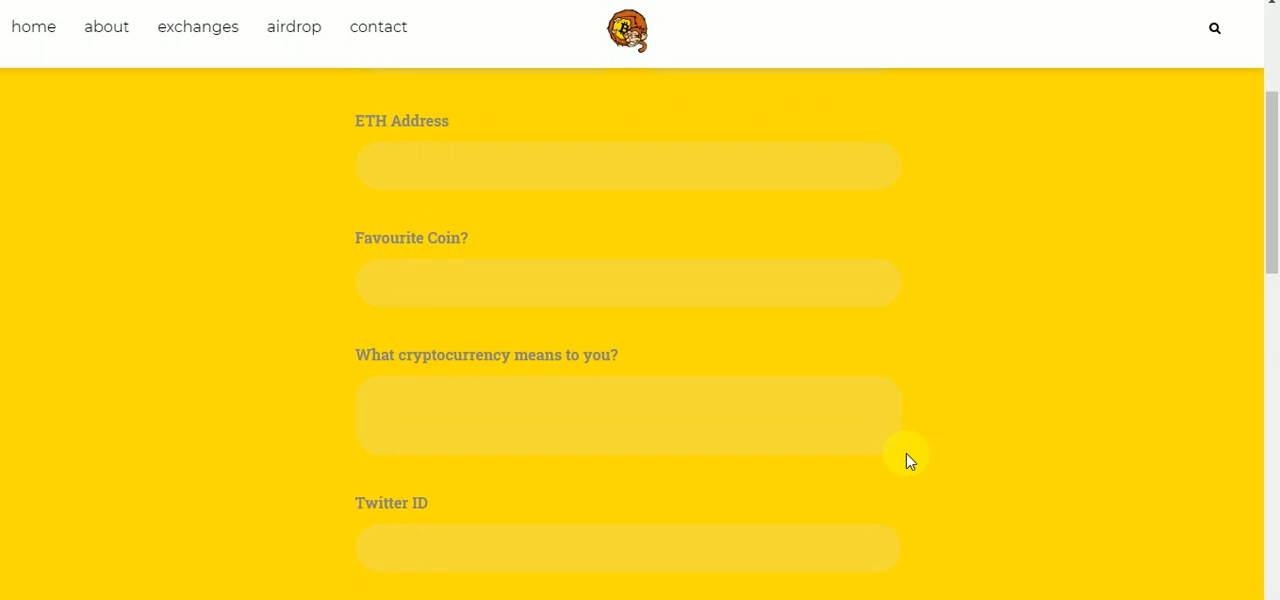 home about exchanges airdrop contact
ETH Address
Favourite Coin?
What cryptocurrency means to you?
Twitter ID